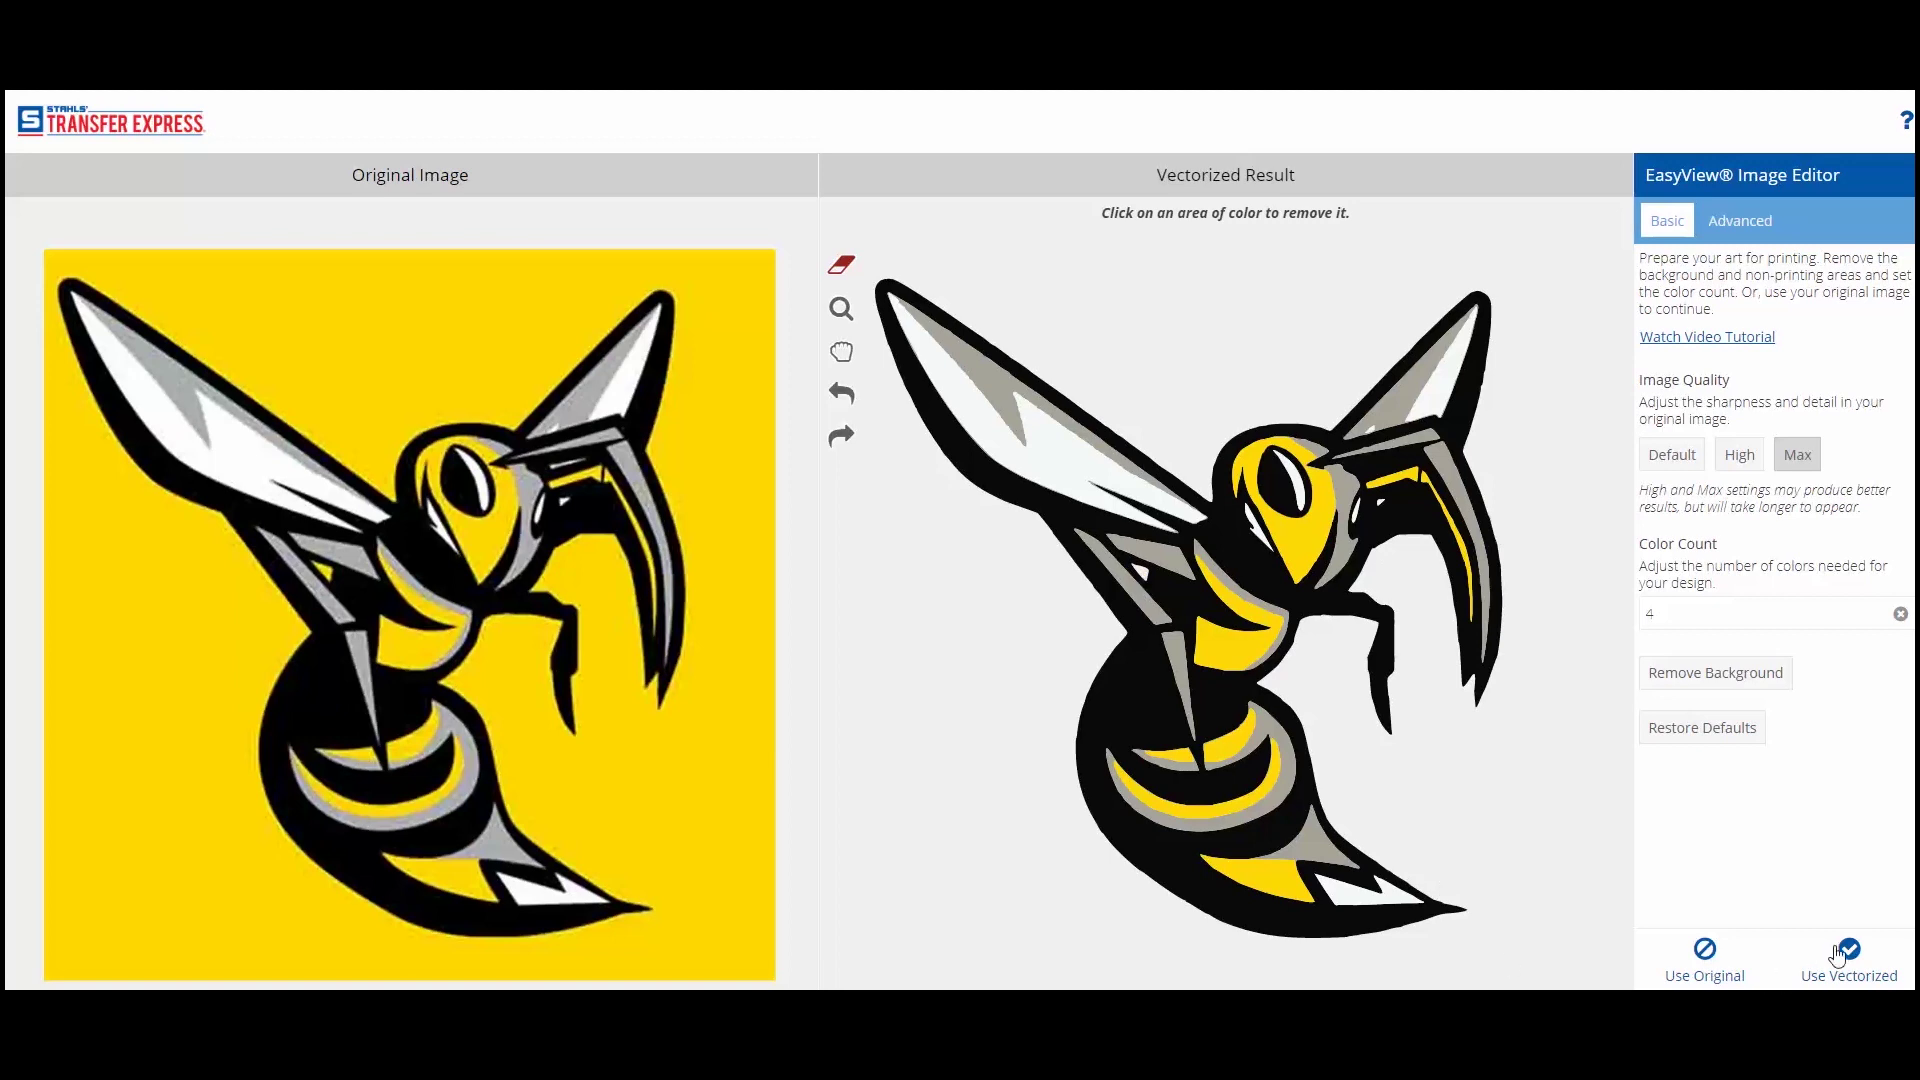 STAHLS'
TRANSFER EXPRESS
?
Original Image
Vectorized Result
EasyView® Image Editor
Click on an area of color to remove it.
Basic
Advanced
Prepare your art for printing. Remove the
background and non-printing areas and set
the color count. Or, use your original image
to continue.
Watch Video Tutorial
Image Quality
Adjust the sharpness and detail in your
original image.
Default
High
Max
High and Max settings may produce better
results, but will take longer to appear.
Color Count
Adjust the number of colors needed for
your design.
4
Remove Background
Restore Defaults
Use Original
Use Vectorized